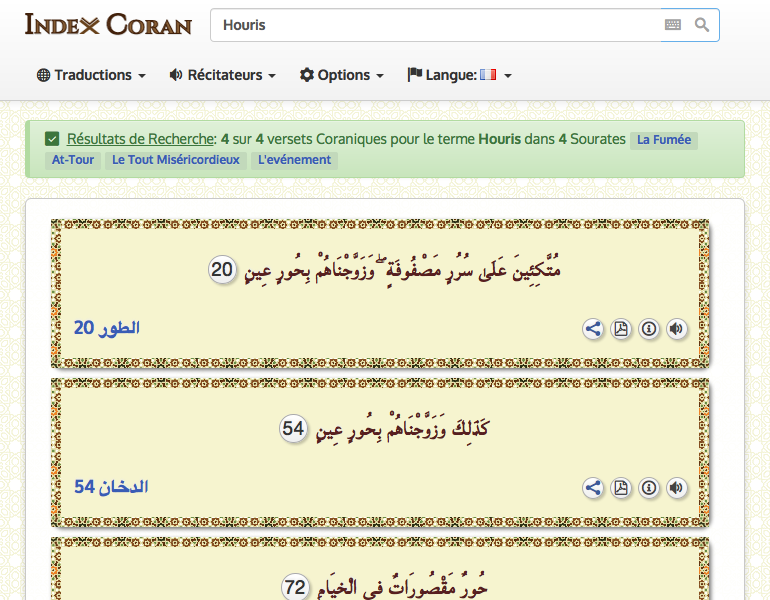 INDEX CORAN
Houris
Traductions
Récitateurs
Options
Langue:
Résultats de Recherche: 4 sur 4 versets Coraniques pour le terme Houris dans 4 Sourates La Fumée
At-Tour Le Tout Miséricordieux L'evénement
مُتَّكِئِينَ عَلَىٰ سُرُرٍ مَصْفُوفَةٍ ۖ وَزَوَّجْنَاهُمْ بِحُورٍ عِينٍ 20
الطور 20
كَذَٰلِكَ وَزَوَّجْنَاهُمْ بِحُورٍ عِينٍ 54
الدخان 54
حُورٌ مَقْصُورَاتٌ فِي الْخِيَامِ 72